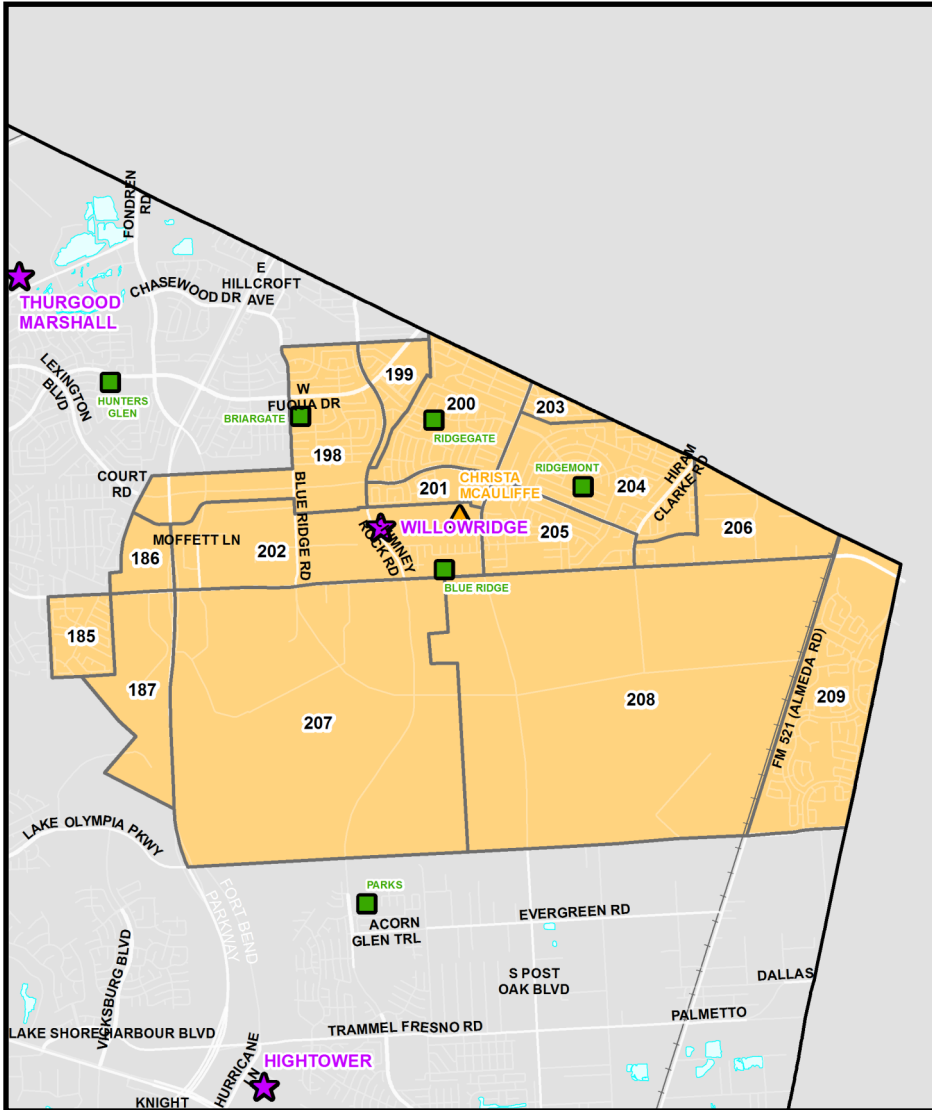 FONDREN
RD
E
HILLCROFT
AVE
CHASEWOOD DR
THURGOOD
MARSHALL
LEXINGTON
BLVD
HUNTERS
GLEN
W
FUQUA DR
BRIARGATE
199
200
203
RIDGEGATE
198
COURT
RD
201
CHRISTA
MCAULIFFE
RIDGEMONT
204
HIRAM
CLARKE RD
BLUE RIDGE RD
WILLOWRIDGE
ROCK RD
205
206
MOFFETT LN
186
202
BLUE RIDGE
185
187
207
208
209
FM 521 (ALMEDA RD)
LAKE OLYMPIA PKWY
FORT BEND
PARKWAY
PARKS
ACORN
GLEN TRL
EVERGREEN RD
VICKSBURG BLVD
S POST
OAK BLVD
DALLAS
PALMETTO
LAKE SHORE HARBOUR BLVD
TRAMMEL FRESNO RD
HURRICANE
LN
HIGHTOWER
KNIGHT